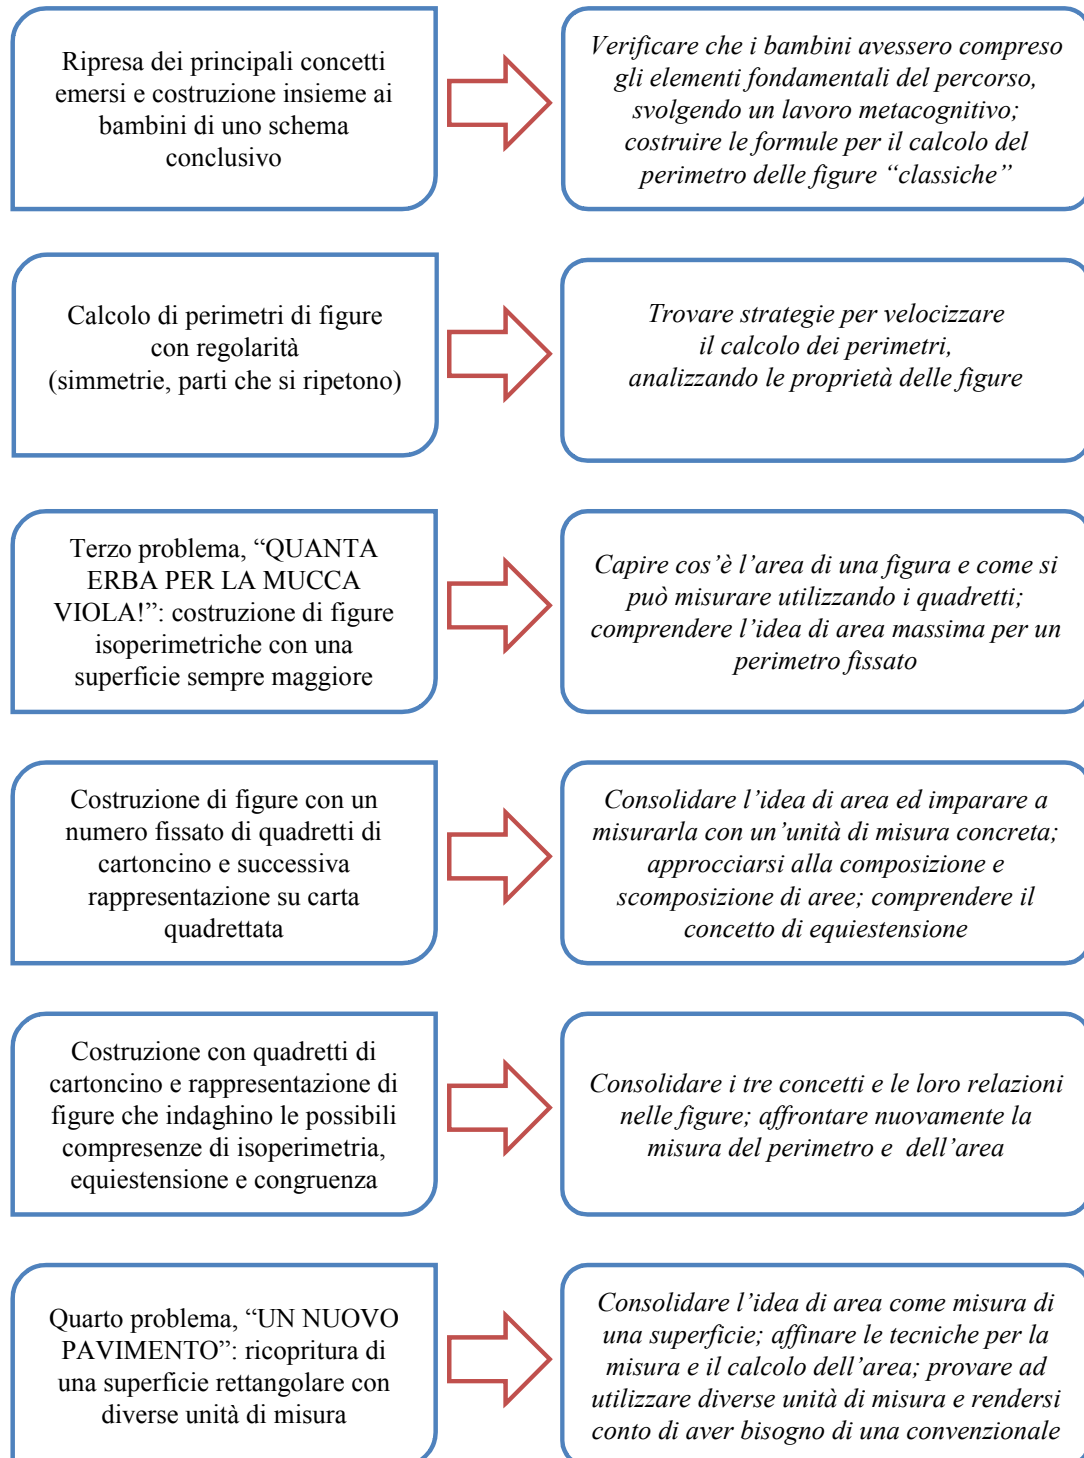 Ripresa dei principali concetti
emersi e costruzione insieme ai
bambini di uno schema
conclusivo
Verificare che i bambini avessero compreso
gli elementi fondamentali del percorso,
svolgendo un lavoro metacognitivo;
costruire le formule per il calcolo del
perimetro delle figure “classiche”
Calcolo di perimetri di figure
con regolarità
(simmetrie, parti che si ripetono)
Trovare strategie per velocizzare
il calcolo dei perimetri,
analizzando le proprietà delle figure
Terzo problema, “QUANTA
ERBA PER LA MUCCA
VIOLA!”: costruzione di figure
isoperimetriche con una
superficie sempre maggiore
Capire cos’è l’area di una figura e come si
può misurare utilizzando i quadretti;
comprendere l’idea di area massima per un
perimetro fissato
Costruzione di figure con un
numero fissato di quadretti di
cartoncino e successiva
rappresentazione su carta
quadrettata
Consolidare l’idea di area ed imparare a
misurarla con un’unità di misura concreta;
approcciarsi alla composizione e
scomposizione di aree; comprendere il
concetto di equiestensione
Costruzione con quadretti di
cartoncino e rappresentazione di
figure che indaghino le possibili
compresenze di isoperimetria,
equiestensione e congruenza
Consolidare i tre concetti e le loro relazioni
nelle figure; affrontare nuovamente la
misura del perimetro e dell’area
Quarto problema, “UN NUOVO
PAVIMENTO”: ricopritura di
una superficie rettangolare con
diverse unità di misura
Consolidare l’idea di area come misura di
una superficie; affinare le tecniche per la
misura e il calcolo dell’area; provare ad
utilizzare diverse unità di misura e rendersi
conto di aver bisogno di una convenzionale